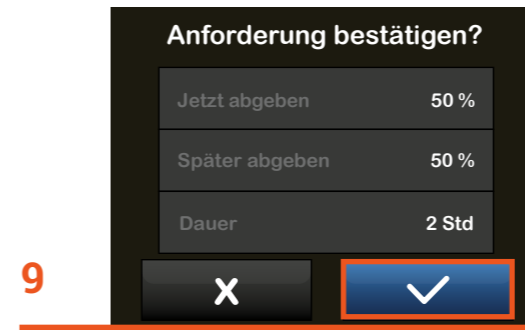 Anforderung bestätigen?
Jetzt abgeben 50 %
Später abgeben 50 %
Dauer 2 Std
9
X